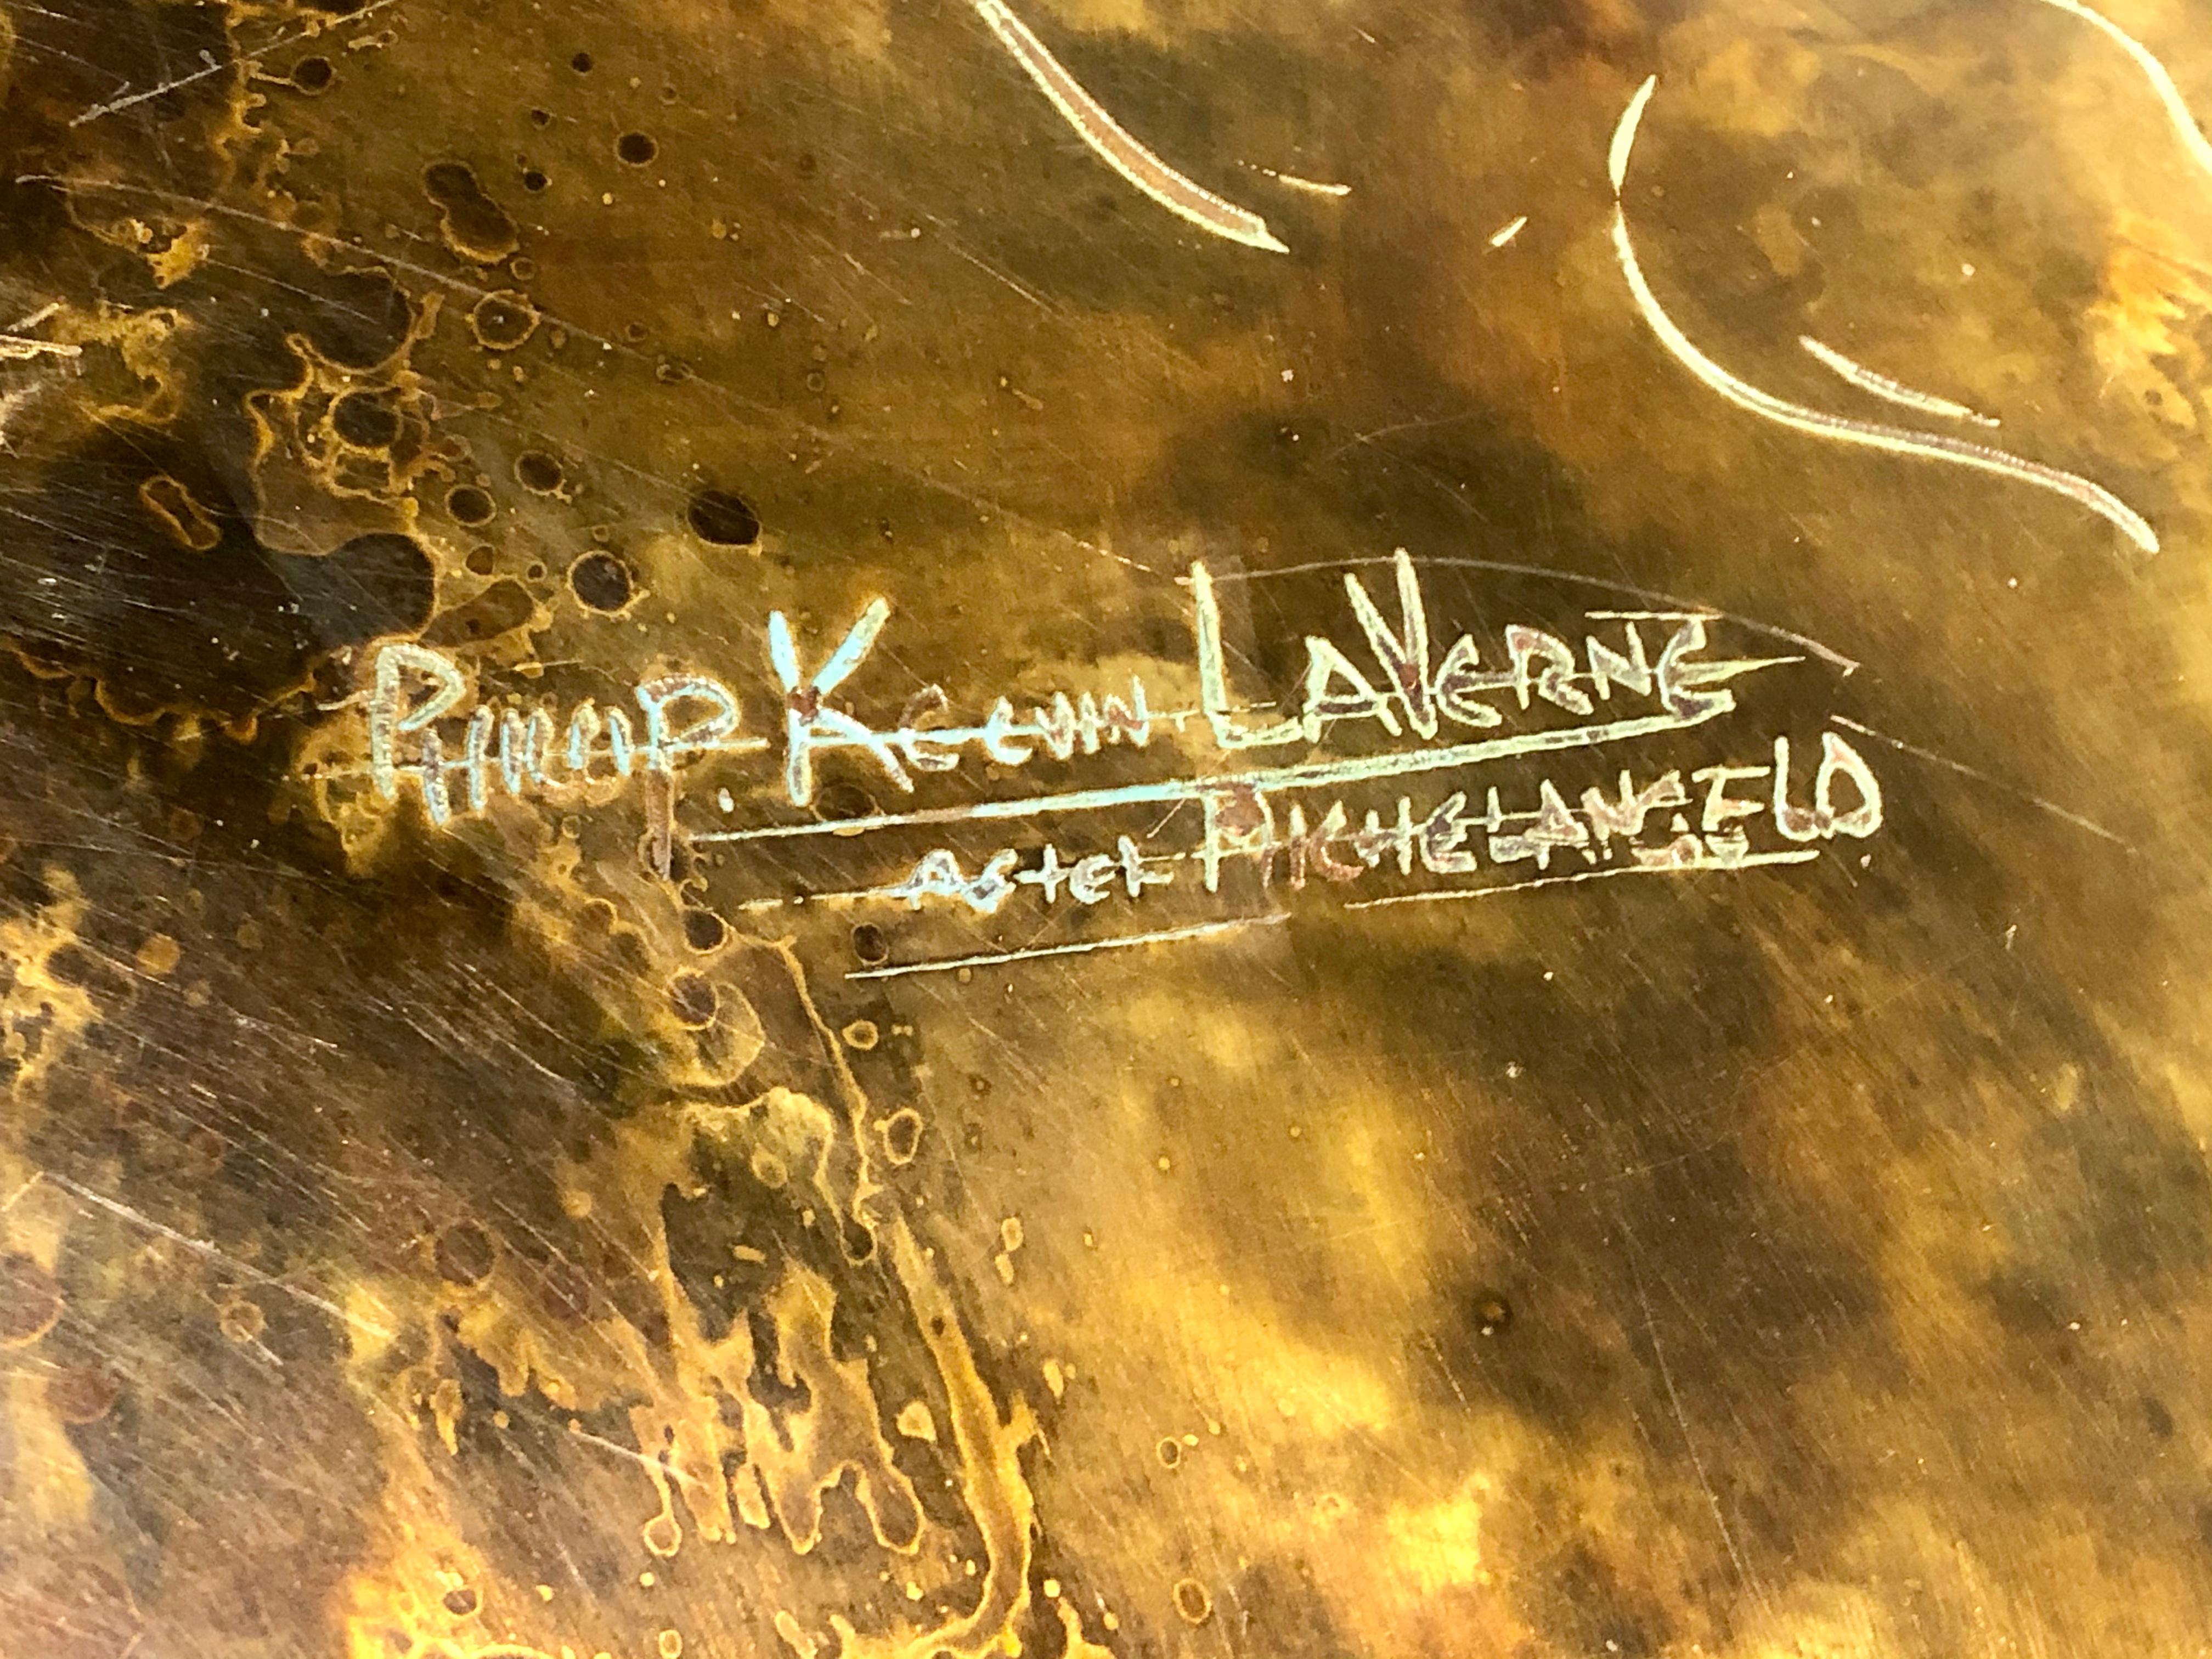 PHILIP. KELVIN LAVERNE
AFTER MICHELANGELO